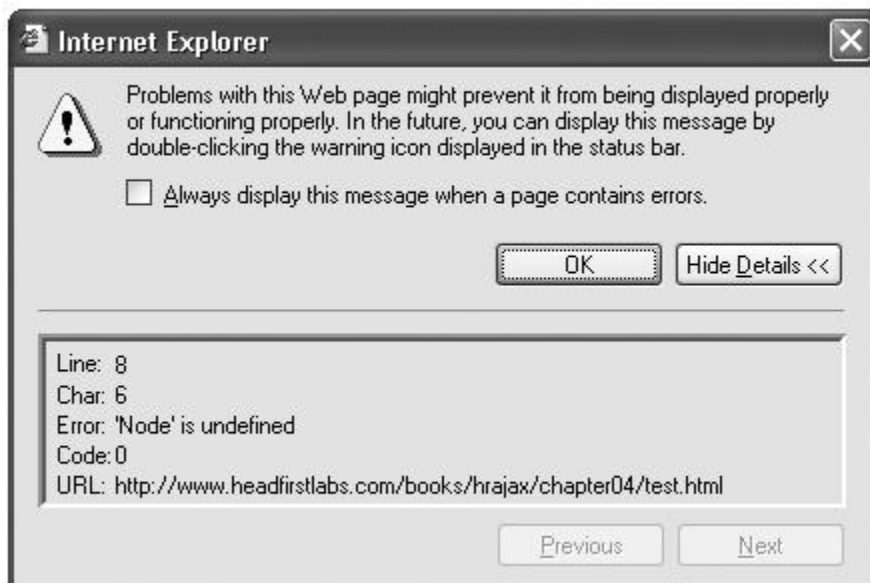 Internet Explorer
Problems with this Web page might prevent it from being displayed properly
or functioning properly. In the future, you can display this message by
double-clicking the warning icon displayed in the status bar.
Always display this message when a page contains errors.
OK
Hide Details <<
Line: 8
Char: 6
Error: 'Node' is undefined
Code: 0
URL: http://www.headfirstlabs.com/books/hrajax/chapter04/test.html
Previous
Next